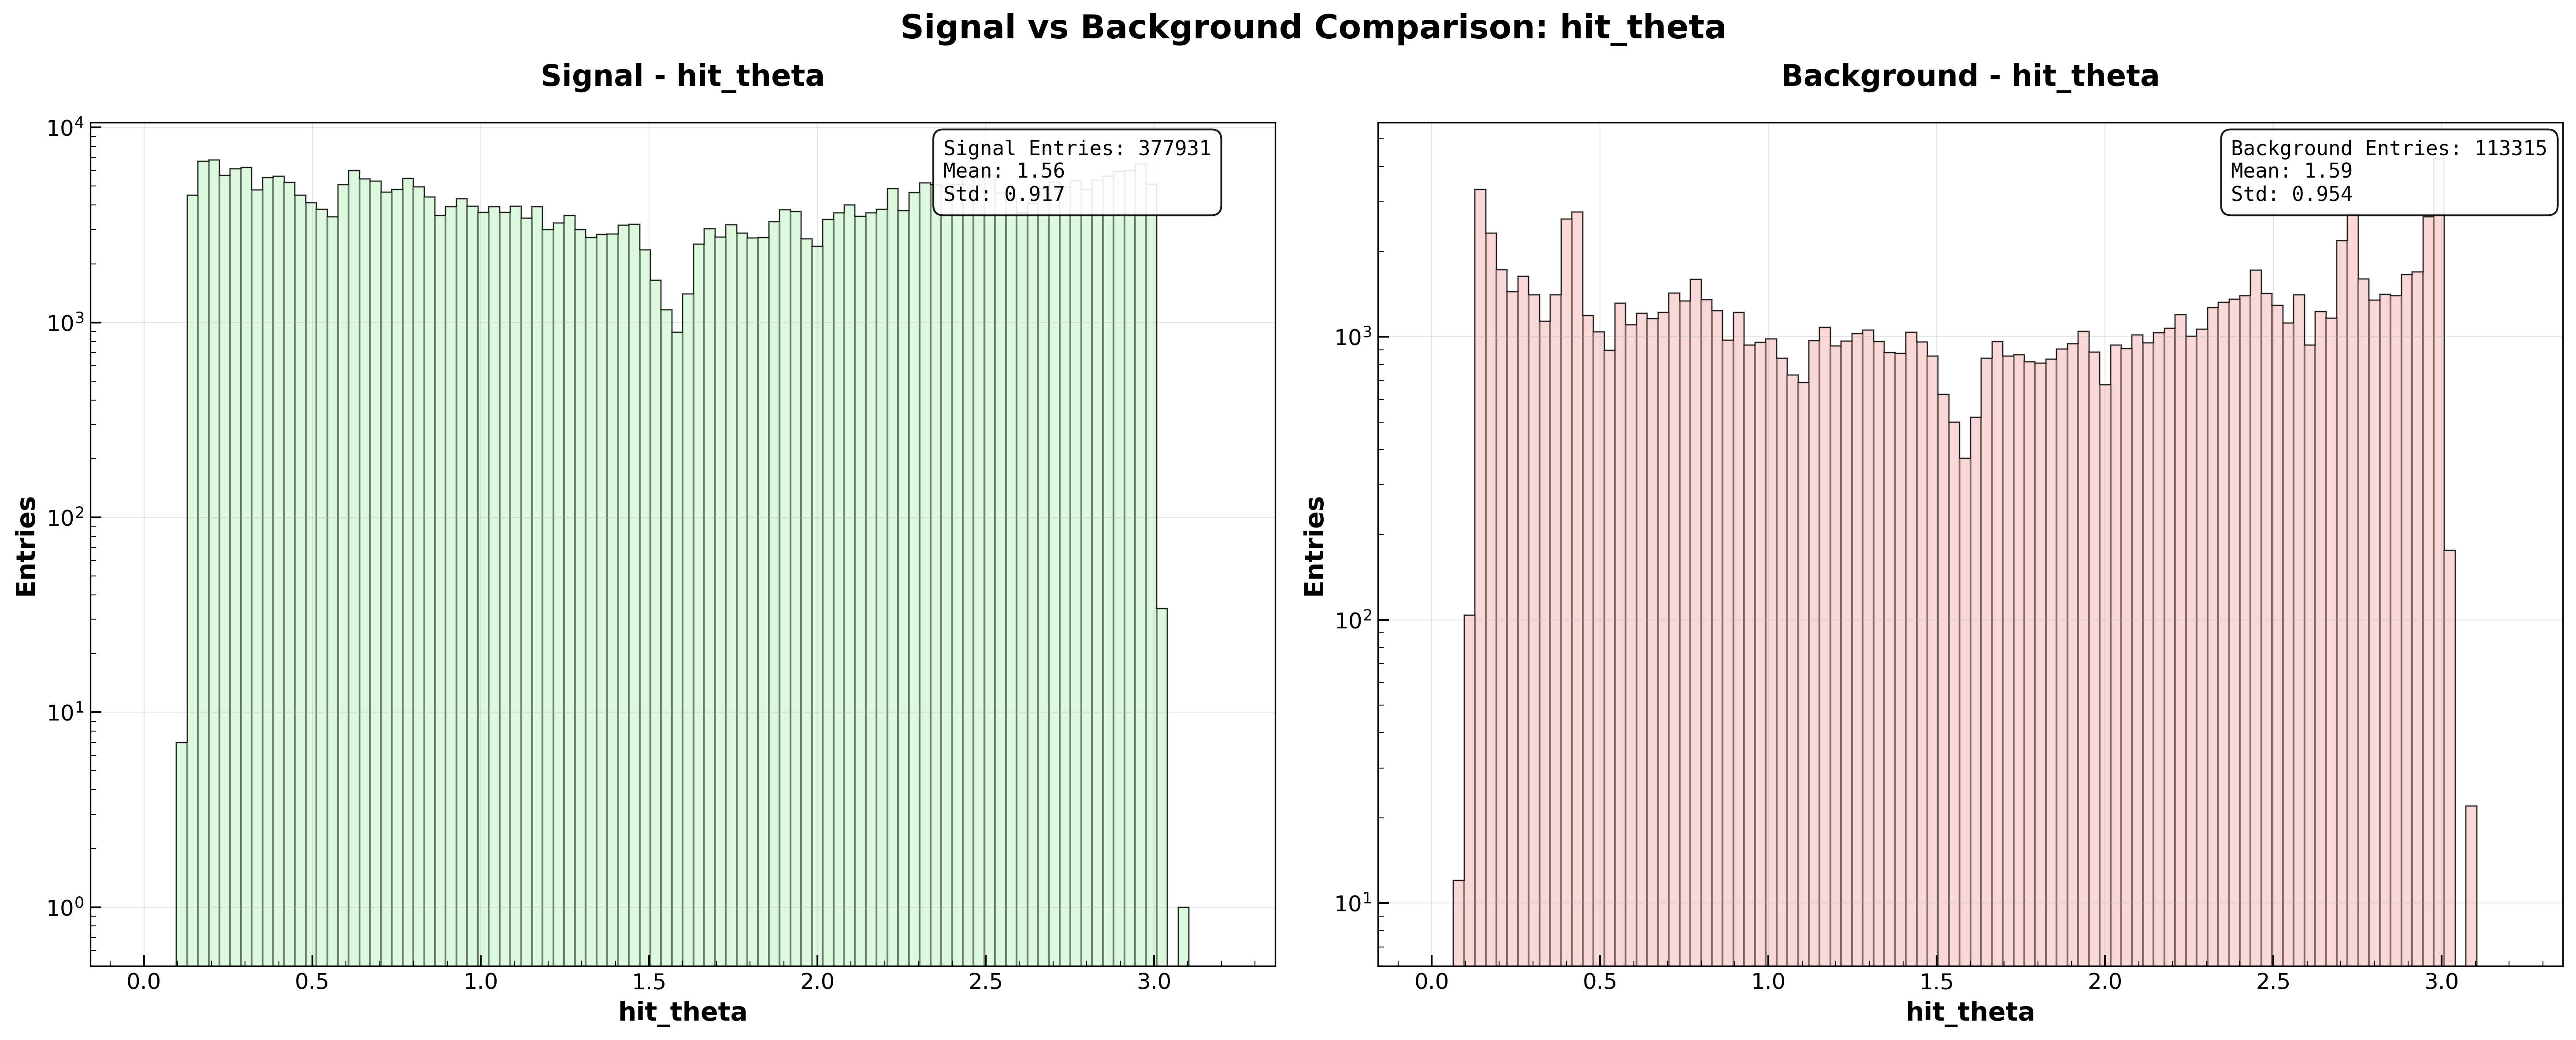 Signal vs Background Comparison: hit_theta
Signal - hit_theta
Signal Entries: 377931
Mean: 1.56
Std: 0.917
10^4
10^3
10^2
10^1
10^0
Entries
0.0 0.5 1.0 1.5 2.0 2.5 3.0
hit_theta
Background - hit_theta
Background Entries: 113315
Mean: 1.59
Std: 0.954
10^3
10^2
10^1
Entries
0.0 0.5 1.0 1.5 2.0 2.5 3.0
hit_theta